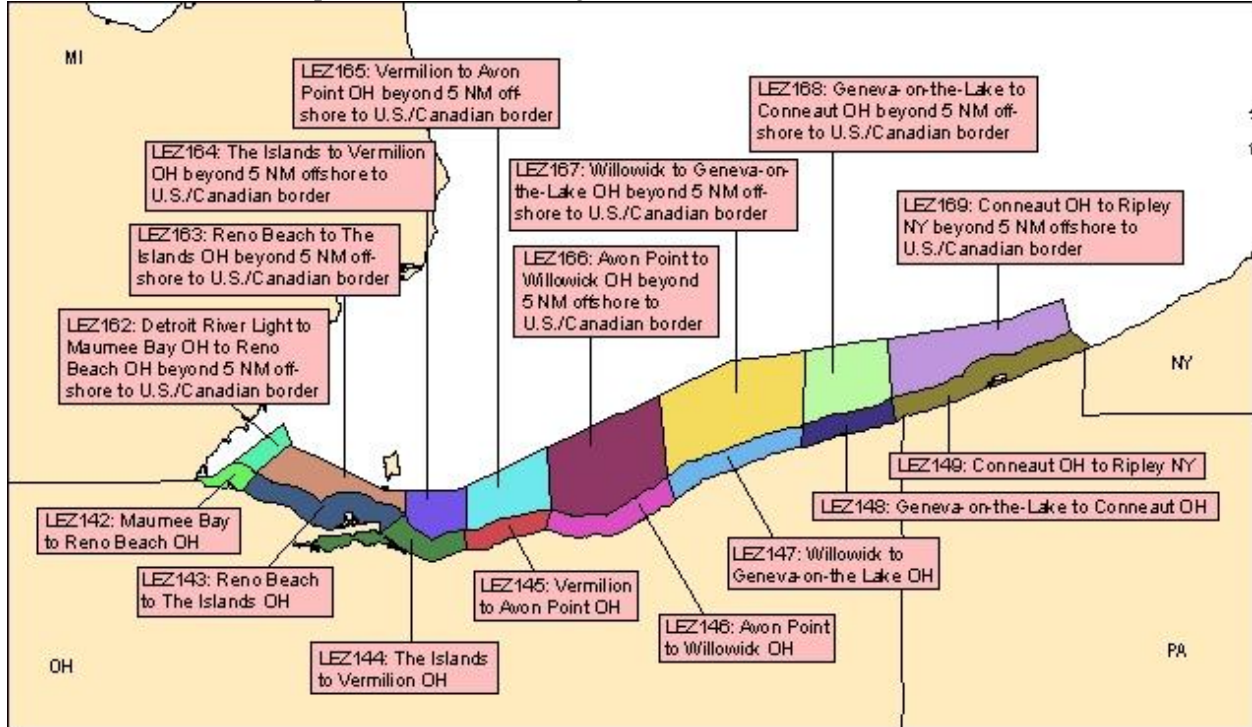 MI
LEZ165: Vermilion to Avon
Point OH beyond 5 NM off-
shore to U.S./Canadian border
LEZ168: Geneva-on-the-Lake to
Conneaut OH beyond 5 NM off-
shore to U.S./Canadian border
LEZ164: The Islands to Vermilion
OH beyond 5 NM offshore to
U.S./Canadian border
LEZ167: Willowick to Geneva-on-
the-Lake OH beyond 5 NM off-
shore to U.S./Canadian border
LEZ169: Conneaut OH to Ripley
NY beyond 5 NM offshore to
U.S./Canadian border
LEZ163: Reno Beach to The
Islands OH beyond 5 NM off-
shore to U.S./Canadian border
LEZ166: Avon Point to
Willowick OH beyond
5 NM offshore to
U.S./Canadian border
LEZ162: Detroit River Light to
Maumee Bay OH to Reno
Beach OH beyond 5 NM off-
shore to U.S./Canadian border
NY
LEZ149: Conneaut OH to Ripley NY
LEZ148: Geneva-on-the-Lake to Conneaut OH
LEZ142: Maumee Bay
to Reno Beach OH
LEZ147: Willowick to
Geneva-on-the Lake OH
LEZ143: Reno Beach
to The Islands OH
LEZ145: Vermilion
to Avon Point OH
LEZ146: Avon Point
to Willowick OH
LEZ144: The Islands
to Vermilion OH
OH
PA